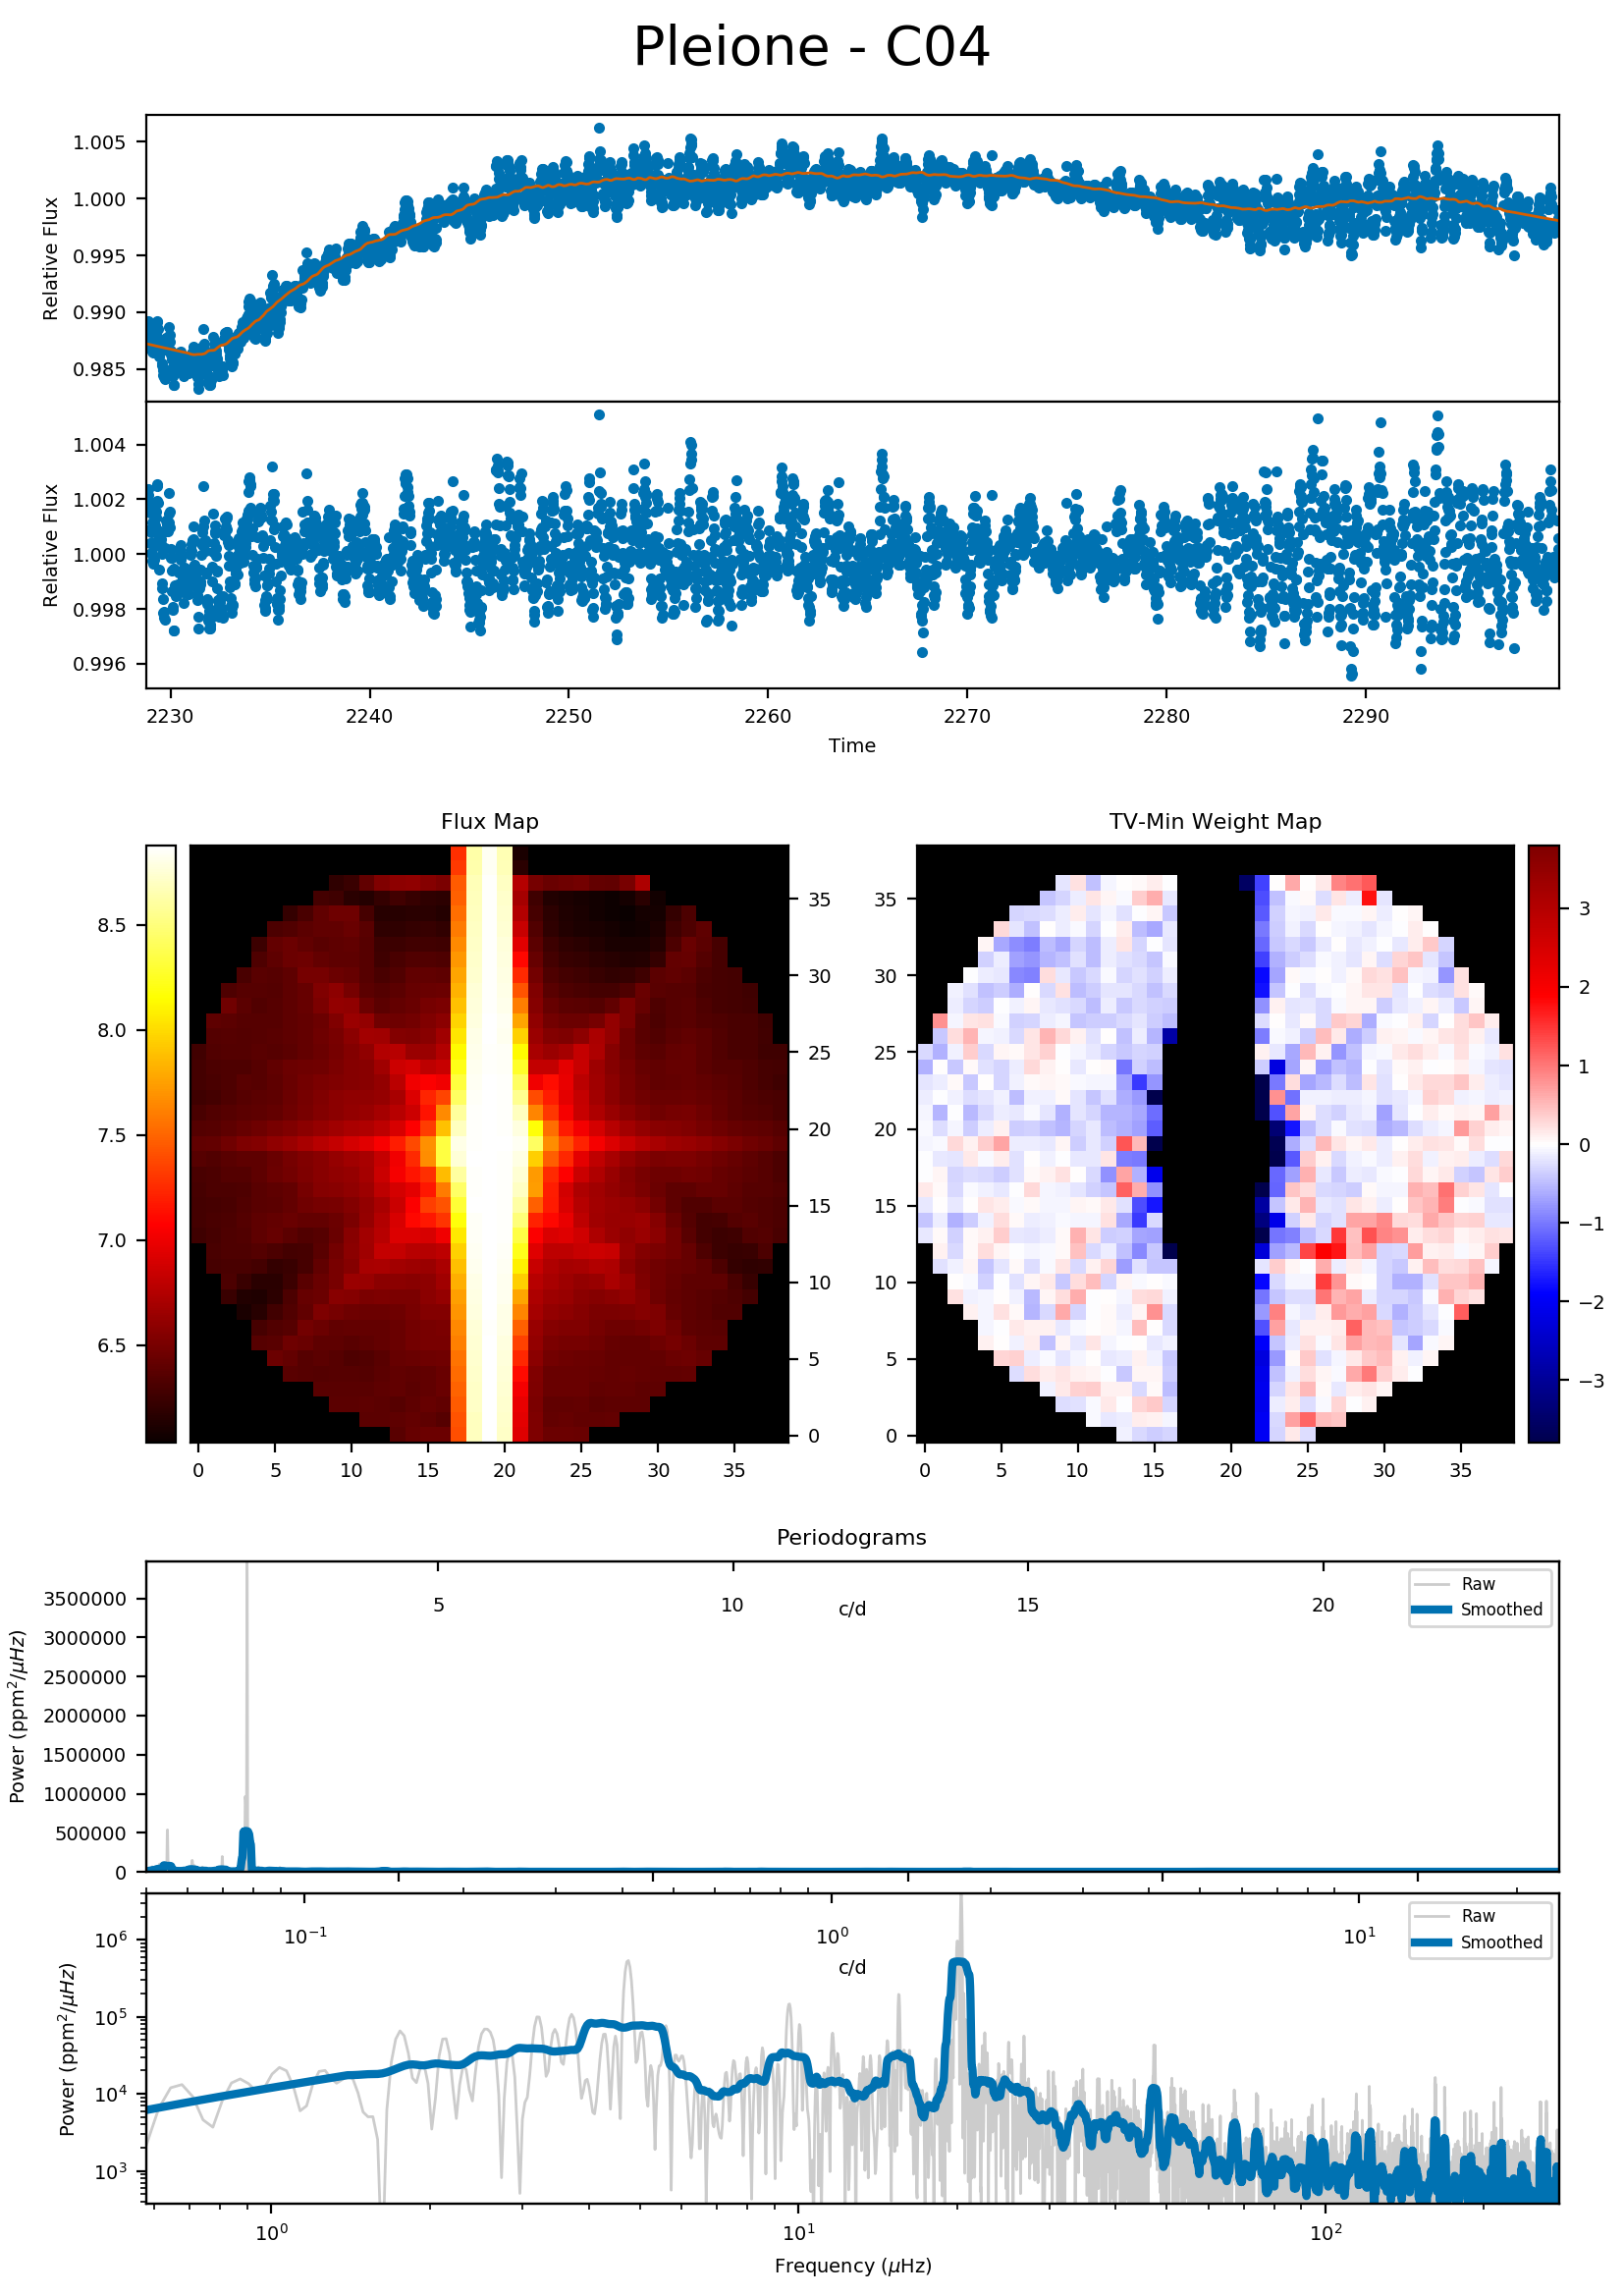 Pleione - C04
1.005
1.000
0.995
0.990
0.985
Relative Flux
1.004
1.002
1.000
0.998
0.996
Relative Flux
2230 2240 2250 2260 2270 2280 2290
Time
Flux Map
TV-Min Weight Map
8.5
8.0
7.5
7.0
6.5
35
30
25
20
15
10
5
0
0 5 10 15 20 25 30 35
35
30
25
20
15
10
5
0
0 5 10 15 20 25 30 35
3
2
1
0
−1
−2
−3
Periodograms
3500000
3000000
2500000
2000000
1500000
1000000
500000
0
Power (ppm²/μHz)
5 10 15 20
c/d
Raw
Smoothed
10⁶
10⁵
10⁴
10³
Power (ppm²/μHz)
10⁻¹ 10⁰ 10¹
c/d
Raw
Smoothed
10⁰ 10¹ 10²
Frequency (μHz)